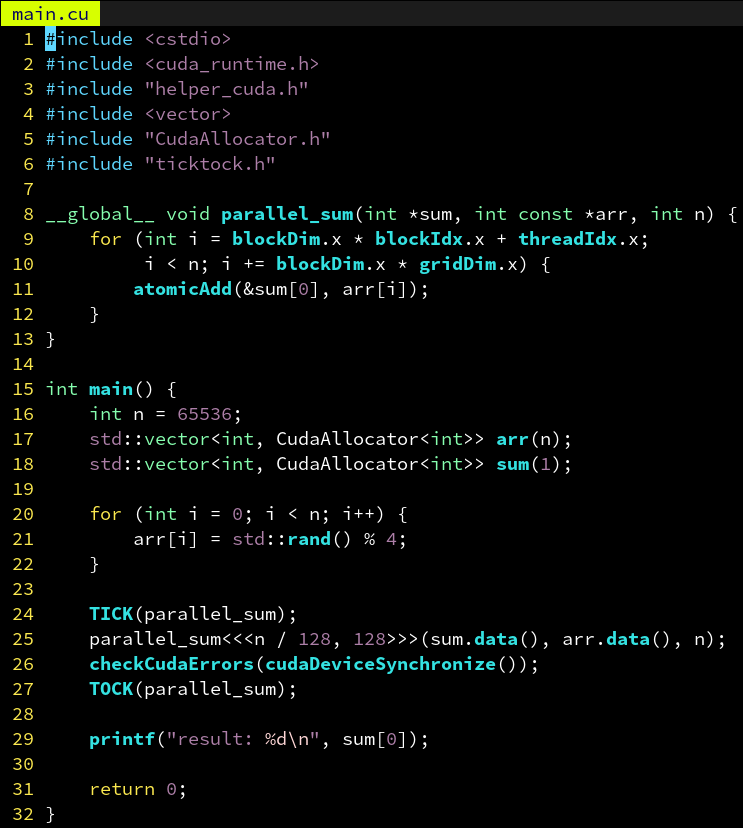 main.cu
1 #include <cstdio>
2 #include <cuda_runtime.h>
3 #include "helper_cuda.h"
4 #include <vector>
5 #include "CudaAllocator.h"
6 #include "ticktock.h"
7
8 __global__ void parallel_sum(int *sum, int const *arr, int n) {
9     for (int i = blockDim.x * blockIdx.x + threadIdx.x;
10          i < n; i += blockDim.x * gridDim.x) {
11         atomicAdd(&sum[0], arr[i]);
12     }
13 }
14
15 int main() {
16     int n = 65536;
17     std::vector<int, CudaAllocator<int>> arr(n);
18     std::vector<int, CudaAllocator<int>> sum(1);
19
20     for (int i = 0; i < n; i++) {
21         arr[i] = std::rand() % 4;
22     }
23
24     TICK(parallel_sum);
25     parallel_sum<<<n / 128, 128>>>(sum.data(), arr.data(), n);
26     checkCudaErrors(cudaDeviceSynchronize());
27     TOCK(parallel_sum);
28
29     printf("result: %d\n", sum[0]);
30
31     return 0;
32 }